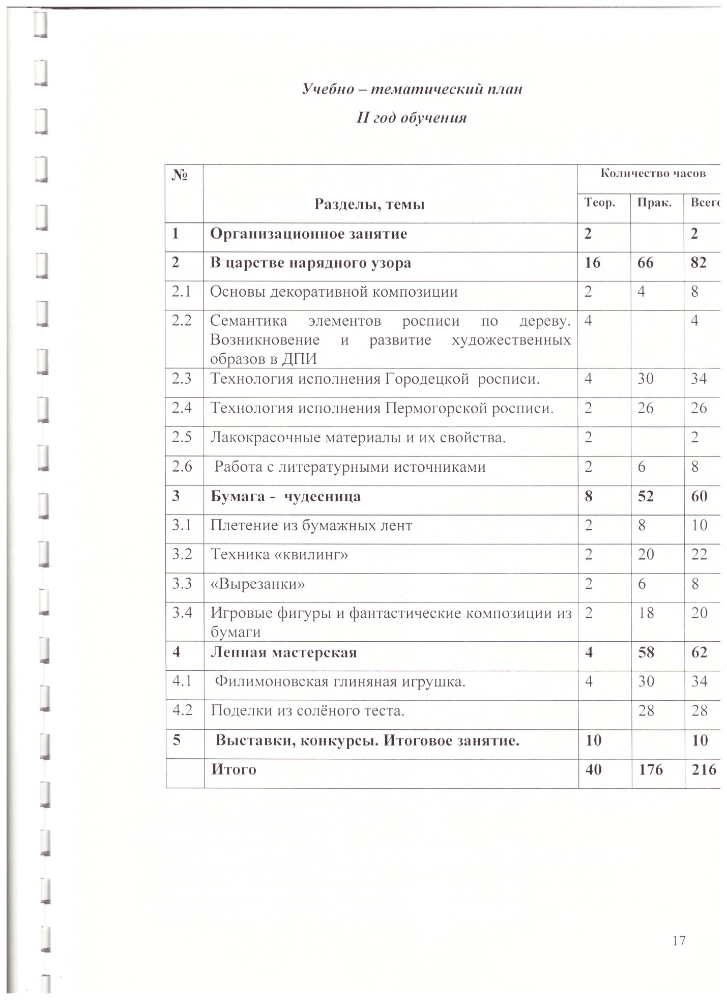 Учебно – тематический план
II год обучения
№
Разделы, темы
Количество часов
Теор. Прак. Всего
1 Организационное занятие 2 2
2 В царстве нарядного узора 16 66 82
2.1 Основы декоративной композиции 2 4 8
2.2 Семантика элементов росписи по дереву. 4 4
Возникновение и развитие художественных
образов в ДПИ
2.3 Технология исполнения Городецкой росписи. 4 30 34
2.4 Технология исполнения Пермогорской росписи. 2 26 26
2.5 Лакокрасочные материалы и их свойства. 2 2
2.6 Работа с литературными источниками 2 6 8
3 Бумага - чудесница 8 52 60
3.1 Плетение из бумажных лент 2 8 10
3.2 Техника «квилинг» 2 20 22
3.3 «Вырезанки» 2 6 8
3.4 Игровые фигуры и фантастические композиции из 2 18 20
бумаги
4 Лепная мастерская 4 58 62
4.1 Филимоновская глиняная игрушка. 4 30 34
4.2 Поделки из солёного теста. 28 28
5 Выставки, конкурсы. Итоговое занятие. 10 10
Итого 40 176 216
17